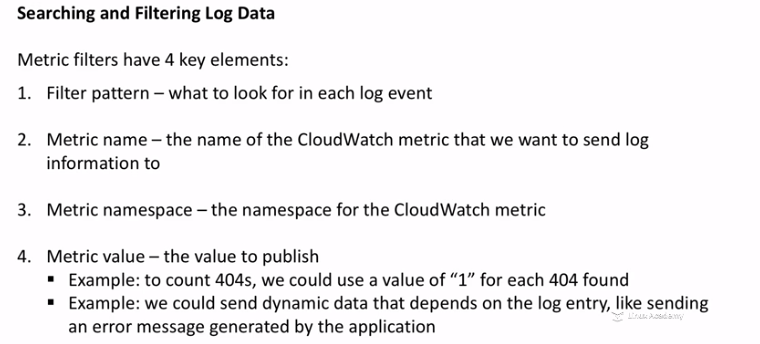 Searching and Filtering Log Data
Metric filters have 4 key elements:
1. Filter pattern – what to look for in each log event
2. Metric name – the name of the CloudWatch metric that we want to send log
information to
3. Metric namespace – the namespace for the CloudWatch metric
4. Metric value – the value to publish
▪ Example: to count 404s, we could use a value of “1” for each 404 found
▪ Example: we could send dynamic data that depends on the log entry, like sending
an error message generated by the application
Linux Academy